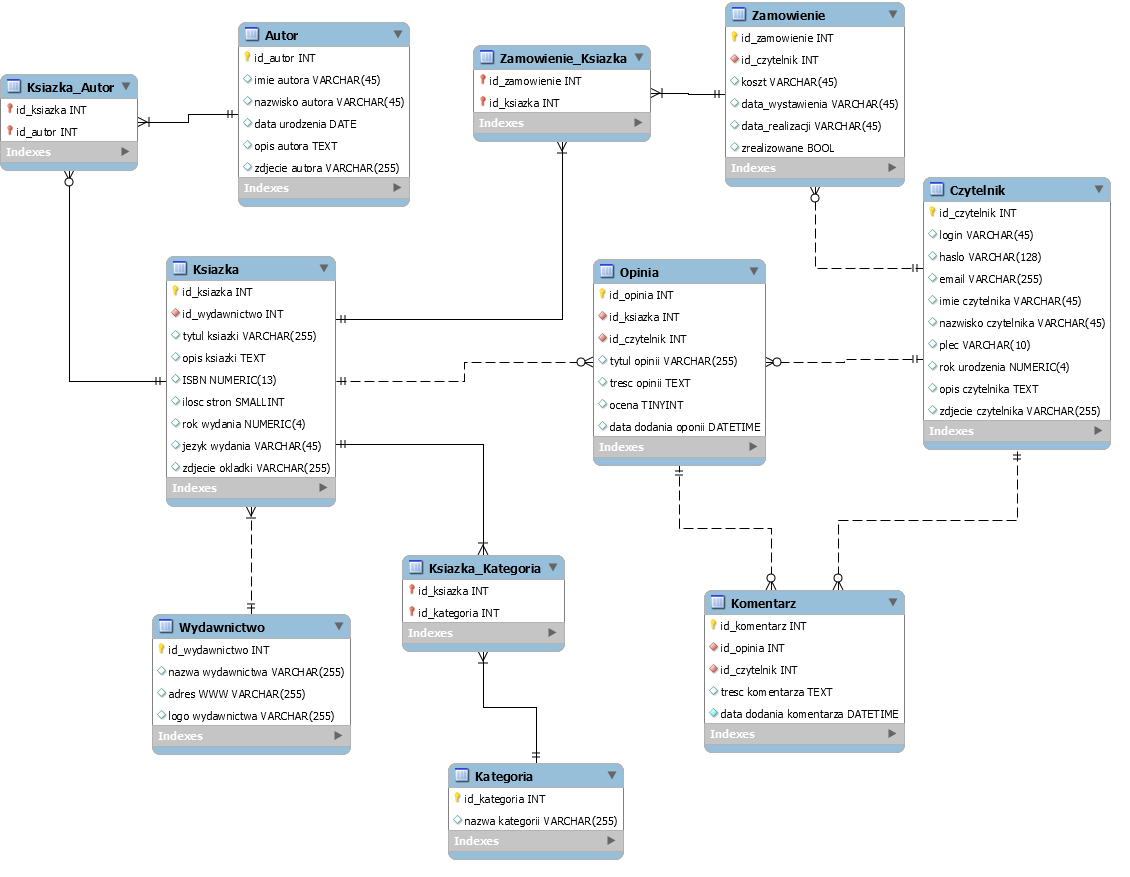 Ksiazka_Autor
id_ksiazka INT
id_autor INT
Indexes
Autor
id_autor INT
imie autora VARCHAR(45)
nazwisko autora VARCHAR(45)
data urodzenia DATE
opis autora TEXT
zdjecie autora VARCHAR(255)
Indexes
Zamowienie_Ksiazka
id_zamowienie INT
id_ksiazka INT
Indexes
Zamowienie
id_zamowienie INT
id_czytelnik INT
koszt VARCHAR(45)
data_wystawienia VARCHAR(45)
data_realizacji VARCHAR(45)
zrealizowane BOOL
Indexes
Czytelnik
id_czytelnik INT
login VARCHAR(45)
haslo VARCHAR(128)
email VARCHAR(255)
imie czytelnika VARCHAR(45)
nazwisko czytelnika VARCHAR(45)
plec VARCHAR(10)
rok urodzenia NUMERIC(4)
opis czytelnika TEXT
zdjecie czytelnika VARCHAR(255)
Indexes
Ksiazka
id_ksiazka INT
id_wydawnictwo INT
tytul ksiazki VARCHAR(255)
opis ksiazki TEXT
ISBN NUMERIC(13)
ilosc stron SMALLINT
rok wydania NUMERIC(4)
jezyk wydania VARCHAR(45)
zdjecie okladki VARCHAR(255)
Indexes
Opinia
id_opinia INT
id_ksiazka INT
id_czytelnik INT
tytul opinii VARCHAR(255)
tresc opinii TEXT
ocena TINYINT
data dodania oponii DATETIME
Indexes
Wydawnictwo
id_wydawnictwo INT
nazwa wydawnictwa VARCHAR(255)
adres WWW VARCHAR(255)
logo wydawnictwa VARCHAR(255)
Indexes
Ksiazka_Kategoria
id_ksiazka INT
id_kategoria INT
Indexes
Komentarz
id_komentarz INT
id_opinia INT
id_czytelnik INT
tresc komentarza TEXT
data dodania komentarza DATETIME
Indexes
Kategoria
id_kategoria INT
nazwa kategorii VARCHAR(255)
Indexes